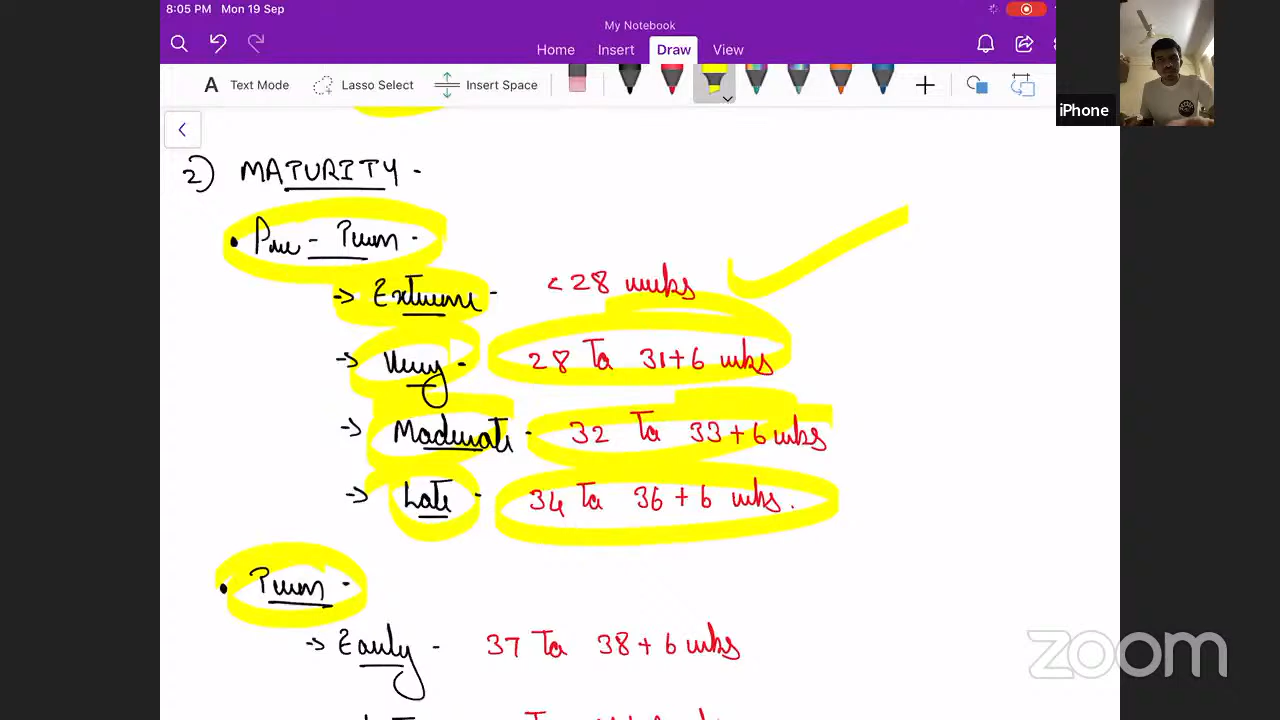 8:05 PM Mon 19 Sep
My Notebook
Home Insert Draw View
A Text Mode Lasso Select Insert Space
iPhone
2) MATURITY -
• Pre - Term -
→ Extreme - < 28 weeks
→ Very - 28 To 31+6 wks
→ Moderate - 32 To 33+6 wks
→ Late - 34 To 36+6 wks.
• Term -
→ Early - 37 To 38+6 wks
zoom